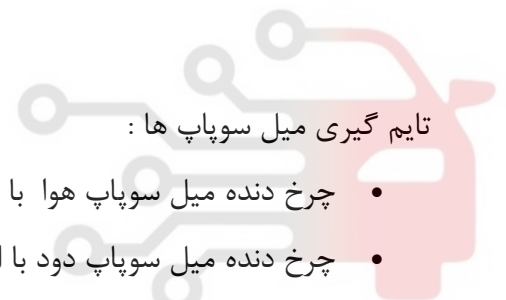 تایم گیری میل سوپاپ ها :
• چرخ دنده میل سوپاپ هوا با
• چرخ دنده میل سوپاپ دود با